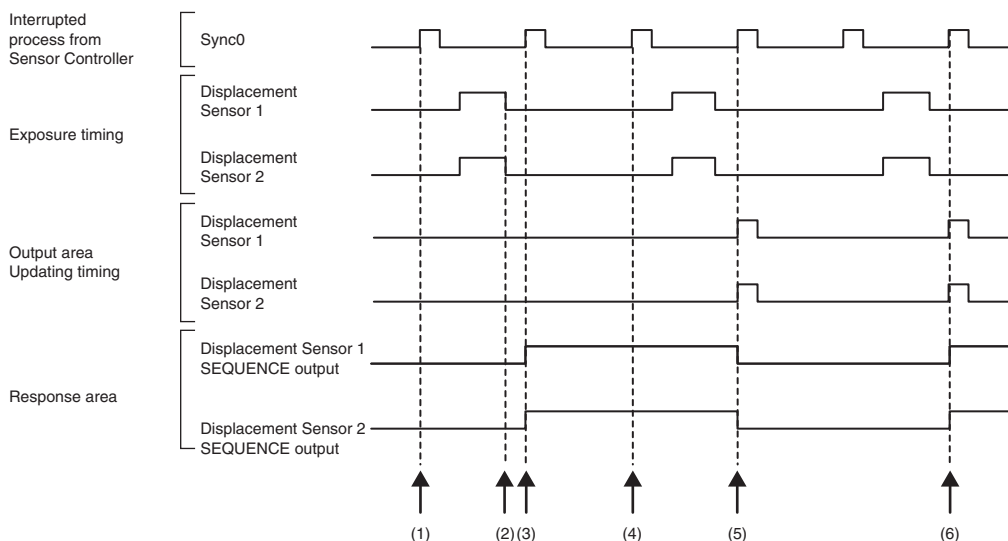 Interrupted
process from
Sensor Controller
Sync0
Exposure timing
Displacement
Sensor 1
Displacement
Sensor 2
Output area
Updating timing
Displacement
Sensor 1
Displacement
Sensor 2
Response area
Displacement Sensor 1
SEQUENCE output
Displacement Sensor 2
SEQUENCE output
(1) (2) (3) (4) (5) (6)